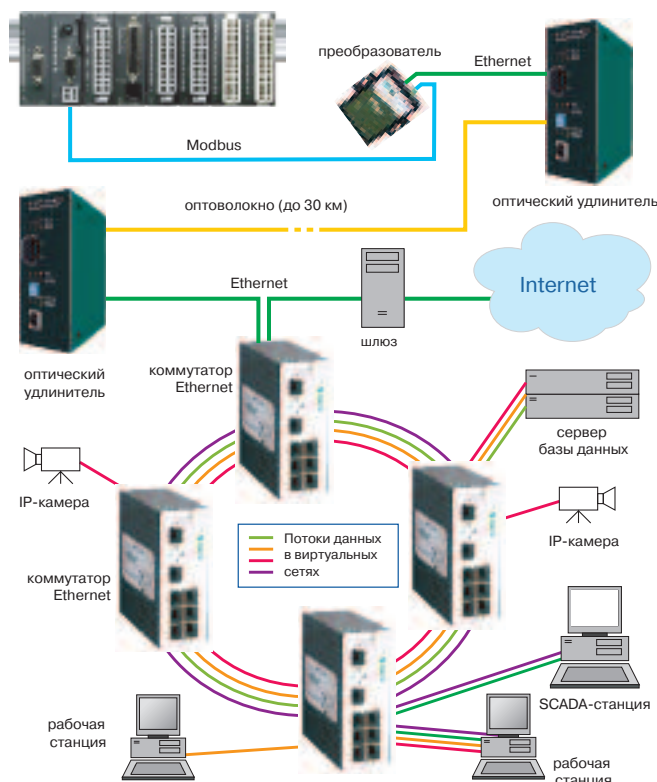 преобразователь
Ethernet
Modbus
оптоволокно (до 30 км)
оптический удлинитель
Ethernet
Internet
шлюз
оптический
удлинитель
коммутатор
Ethernet
сервер
базы данных
IP-камера
IP-камера
Потоки данных
в виртуальных
сетях
коммутатор
Ethernet
SCADA-станция
рабочая
станция
рабочая
станция